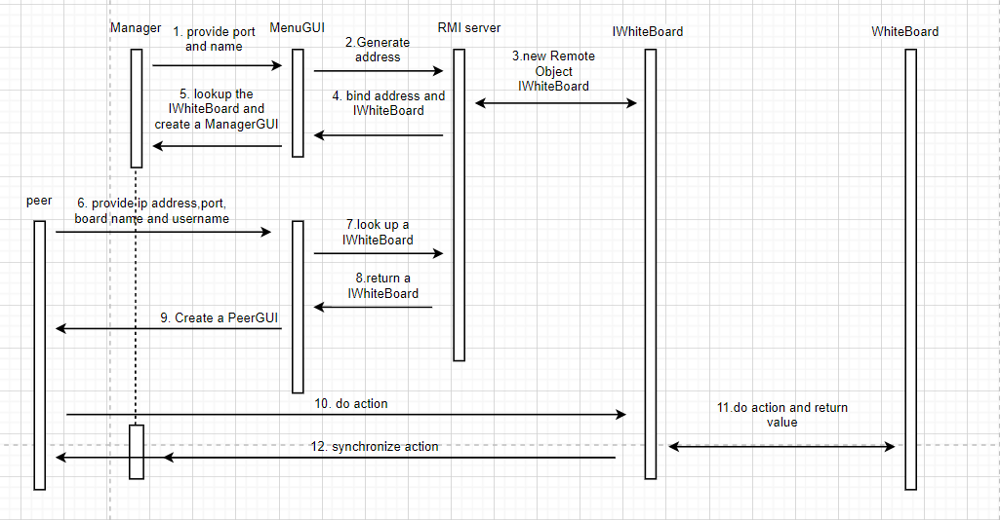 Manager
MenuGUI
RMI server
IWhiteBoard
WhiteBoard
1. provide port
and name
2.Generate
address
3.new Remote
Object
IWhiteBoard
5. lookup the
IWhiteBoard and
create a ManagerGUI
4. bind address and
IWhiteBoard
peer
6. provide ip address,port,
board name and username
7.look up a
IWhiteBoard
8.return a
IWhiteBoard
9. Create a PeerGUI
10. do action
11.do action and return
value
12. synchronize action